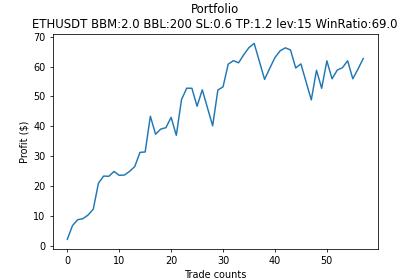 Portfolio
ETHUSDT BBM:2.0 BBL:200 SL:0.6 TP:1.2 lev:15 WinRatio:69.0
70
60
50
40
30
20
10
0
Profit ($)
0 10 20 30 40 50
Trade counts